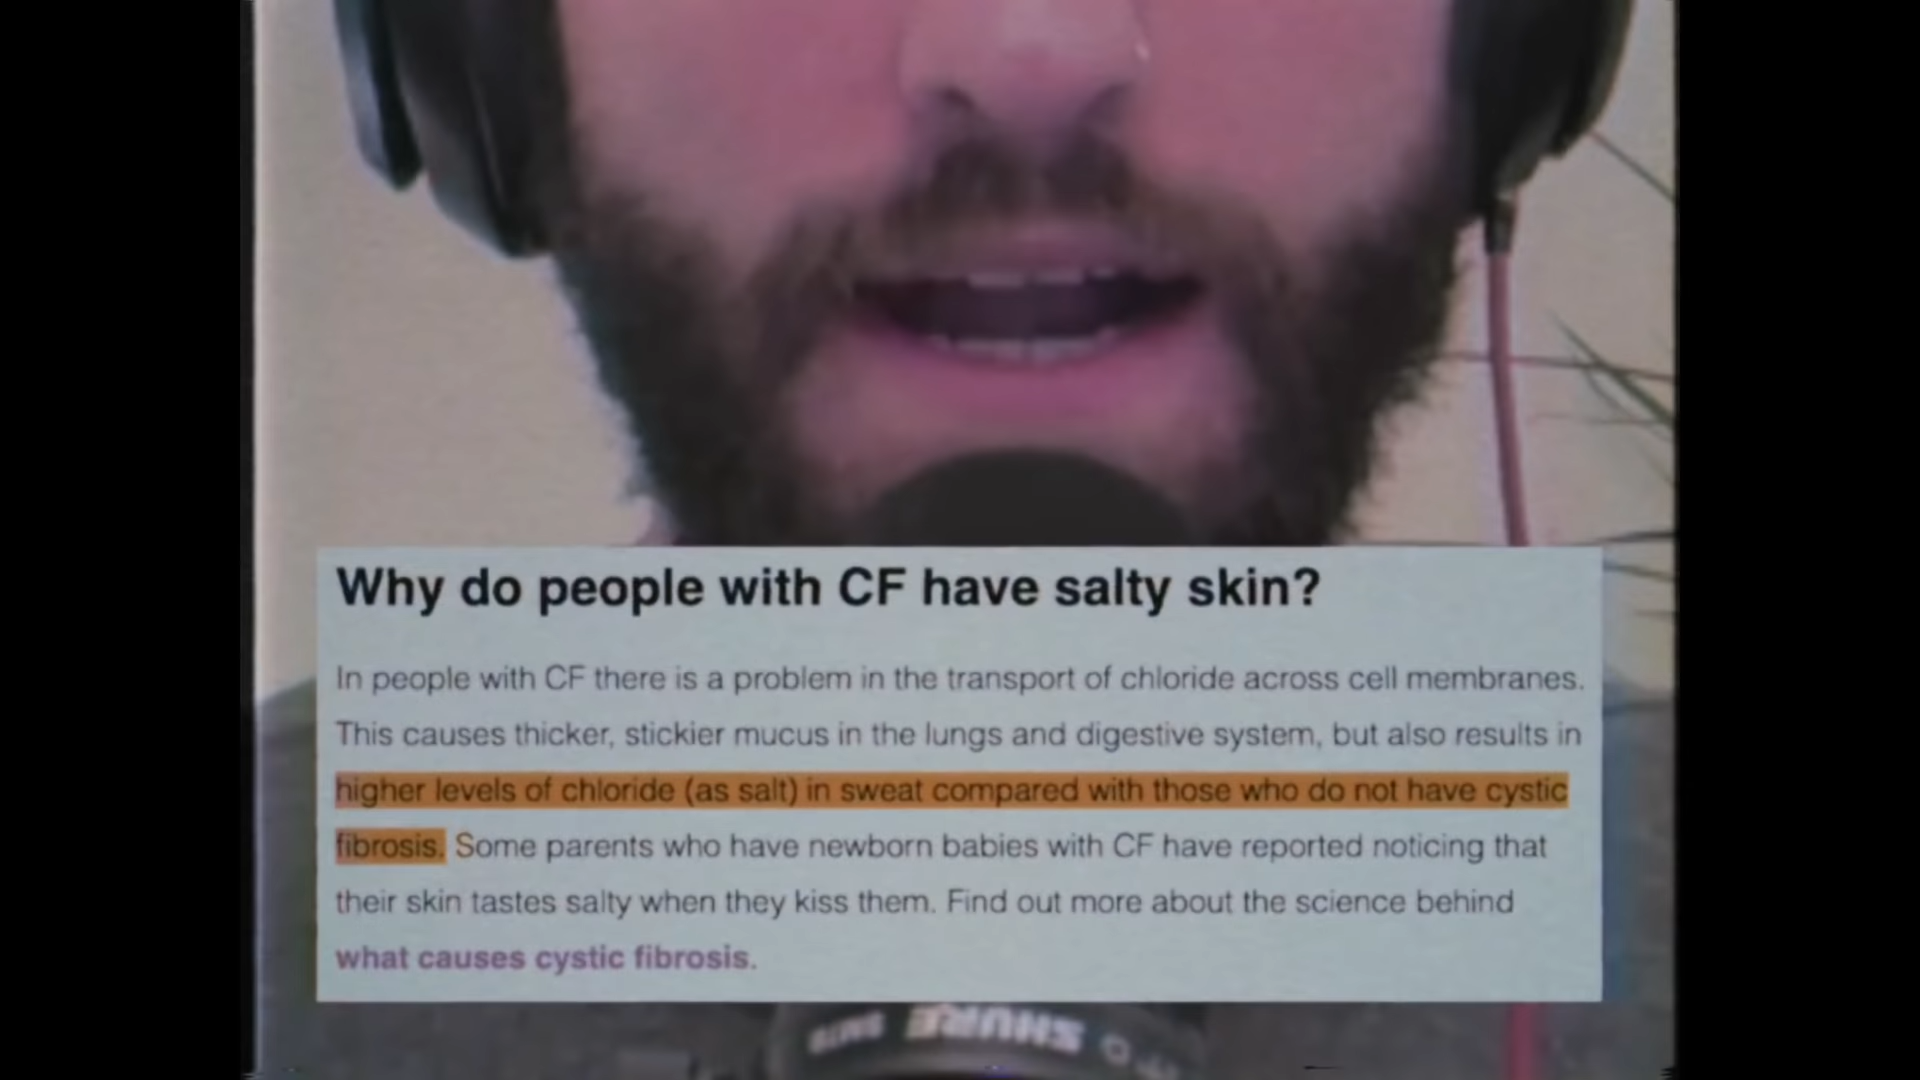 Why do people with CF have salty skin?
In people with CF there is a problem in the transport of chloride across cell membranes.
This causes thicker, stickier mucus in the lungs and digestive system, but also results in
higher levels of chloride (as salt) in sweat compared with those who do not have cystic
fibrosis. Some parents who have newborn babies with CF have reported noticing that
their skin tastes salty when they kiss them. Find out more about the science behind
what causes cystic fibrosis.
SHURE